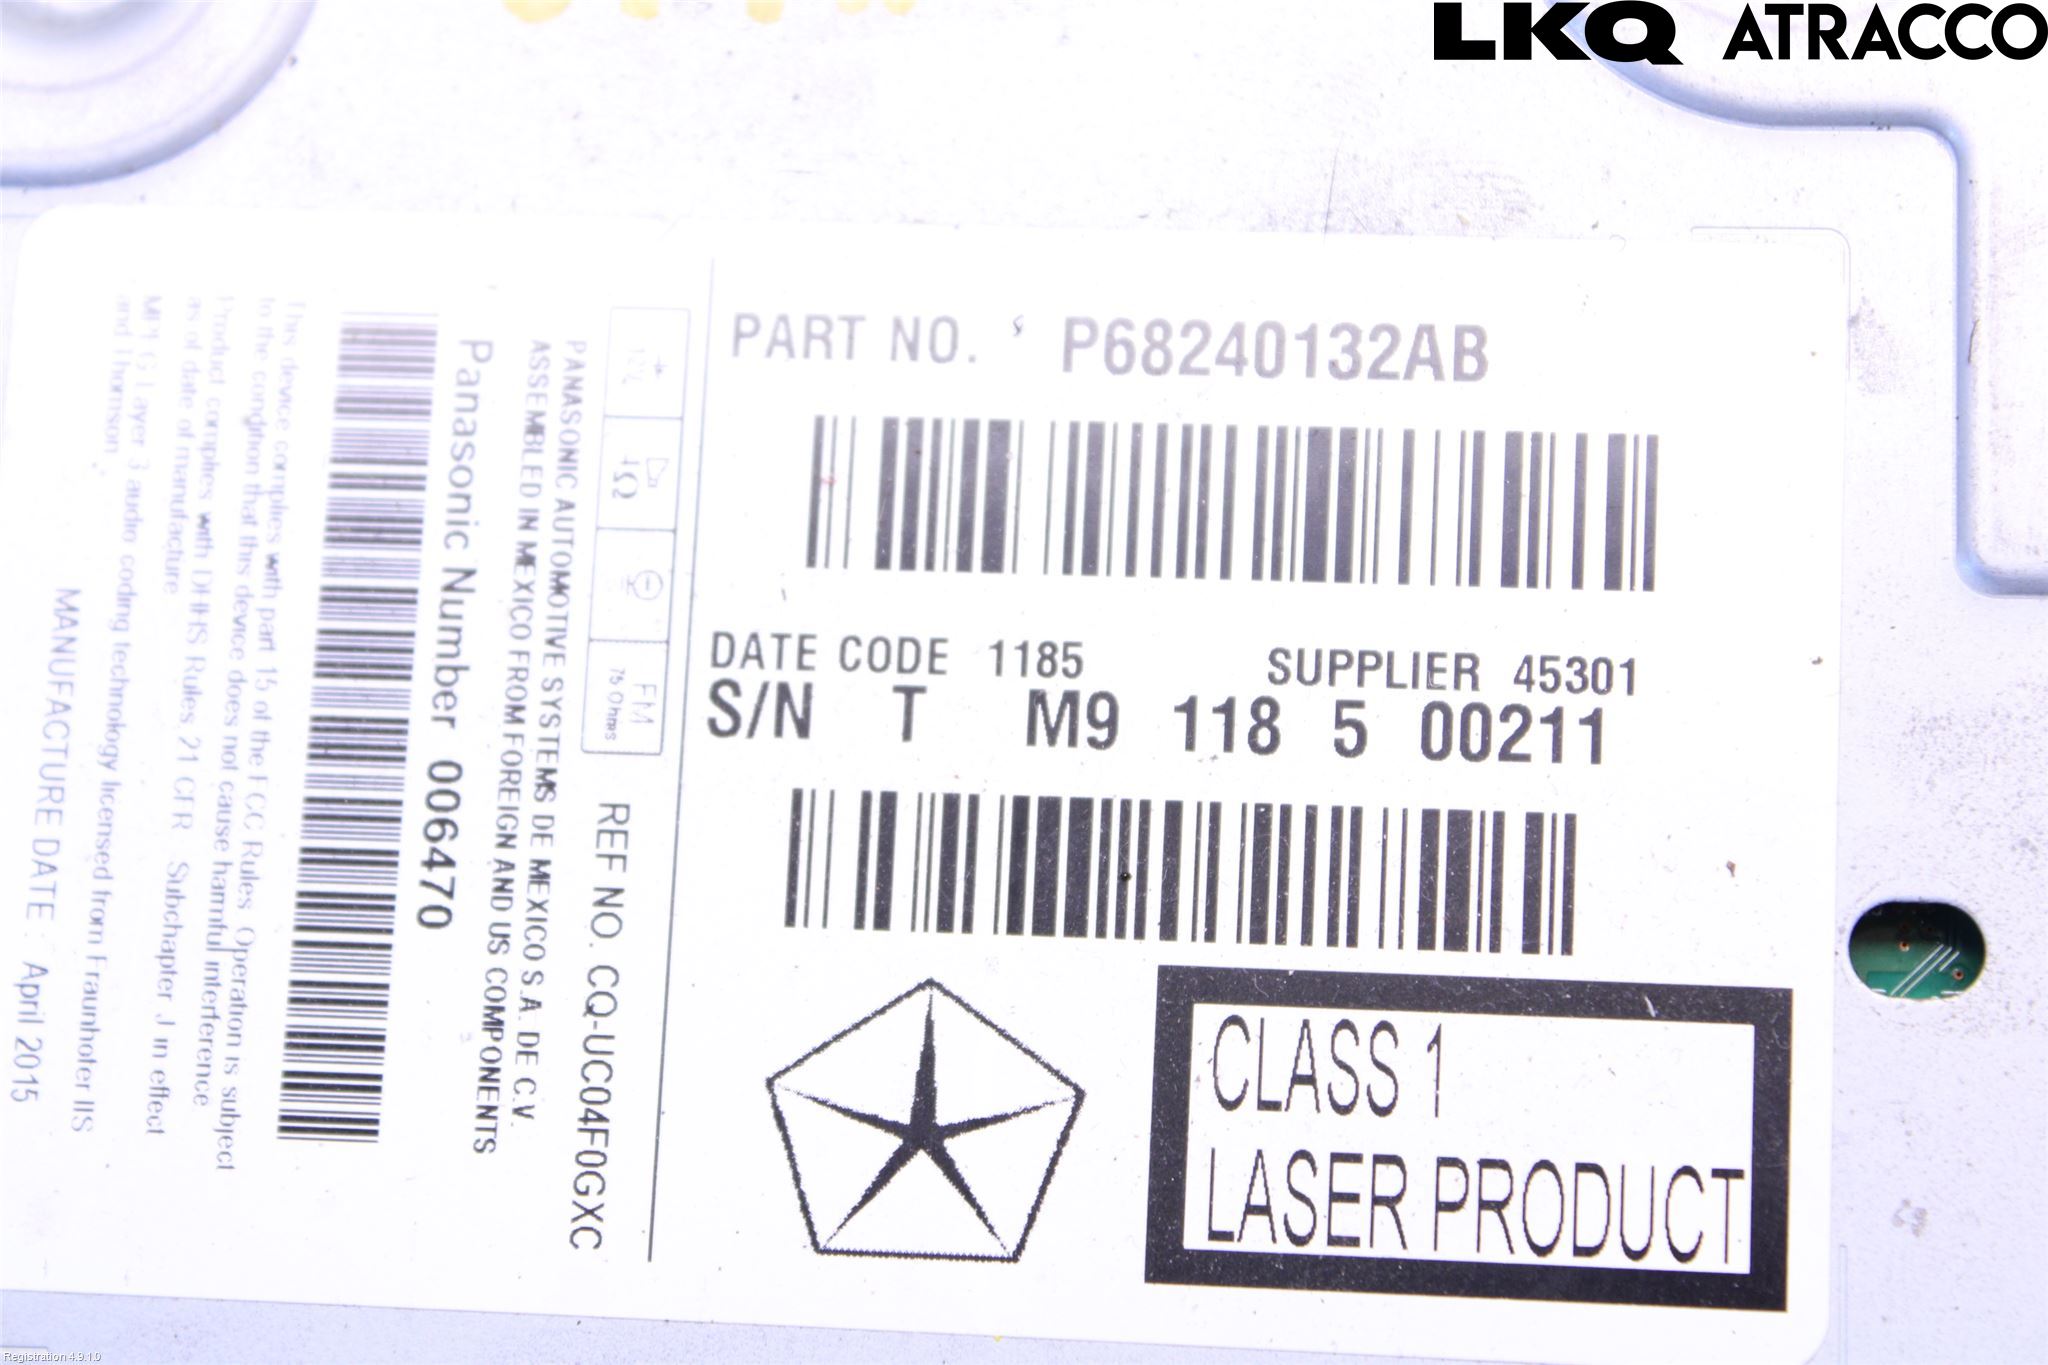 LKQ ATRACCO
PART NO. P68240132AB
DATE CODE 1185 SUPPLIER 45301
S/N T M9 118 5 00211
CLASS 1
LASER PRODUCT
12V
4Ω
FM
75 Ohms
REF NO. CQ-UC04F0GXC
PANASONIC AUTOMOTIVE SYSTEMS DE MEXICO S.A. DE C.V.
ASSEMBLED IN MEXICO FROM FOREIGN AND US COMPONENTS
Panasonic Number 006470
This device complies with part 15 of the FCC Rules. Operation is subject
to the condition that this device does not cause harmful interference
Product complies with DHHS Rules, 21 CFR Subchapter J in effect
as of date of manufacture
MPEG Layer 3 audio coding technology licensed from Fraunhofer IIS
and Thomson.
MANUFACTURE DATE : April 2015
Registration 4.9.1.0